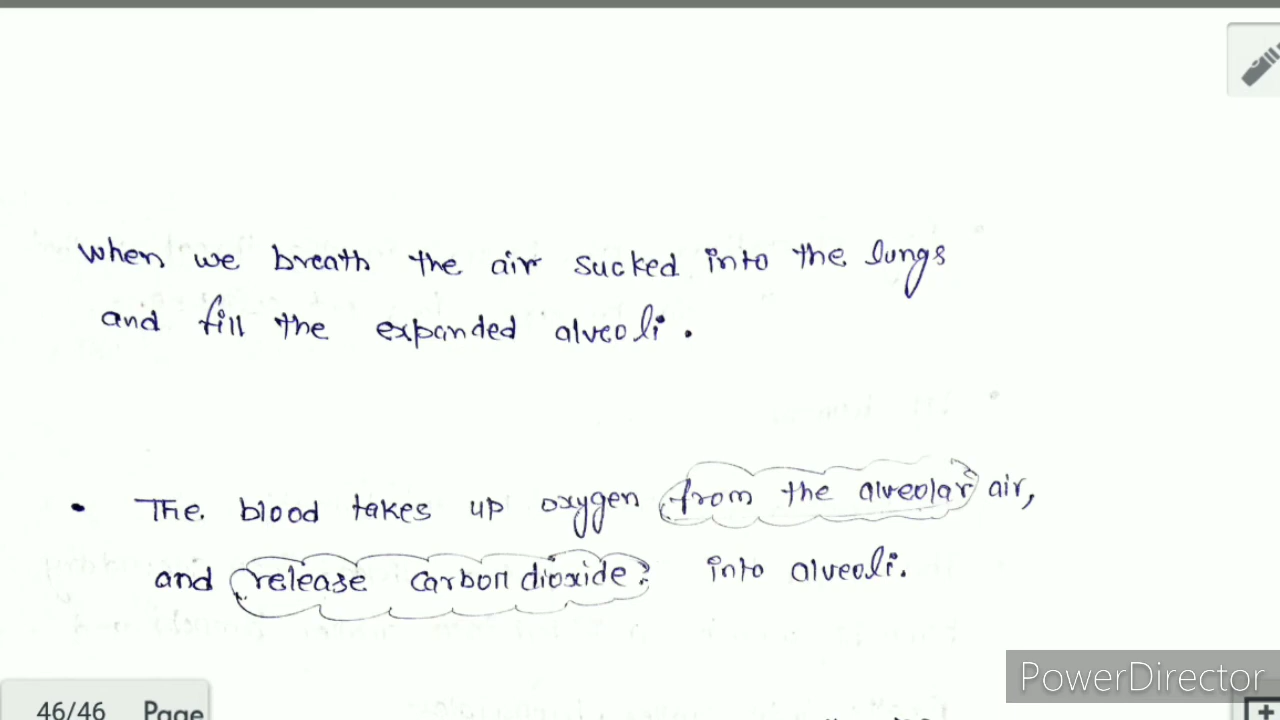 when we breath the air sucked into the lungs
and fill the expanded alveoli.
• The. blood takes up oxygen from the alveolar air,
and release carbon dioxide into alveoli.
PowerDirector
46/46 Page